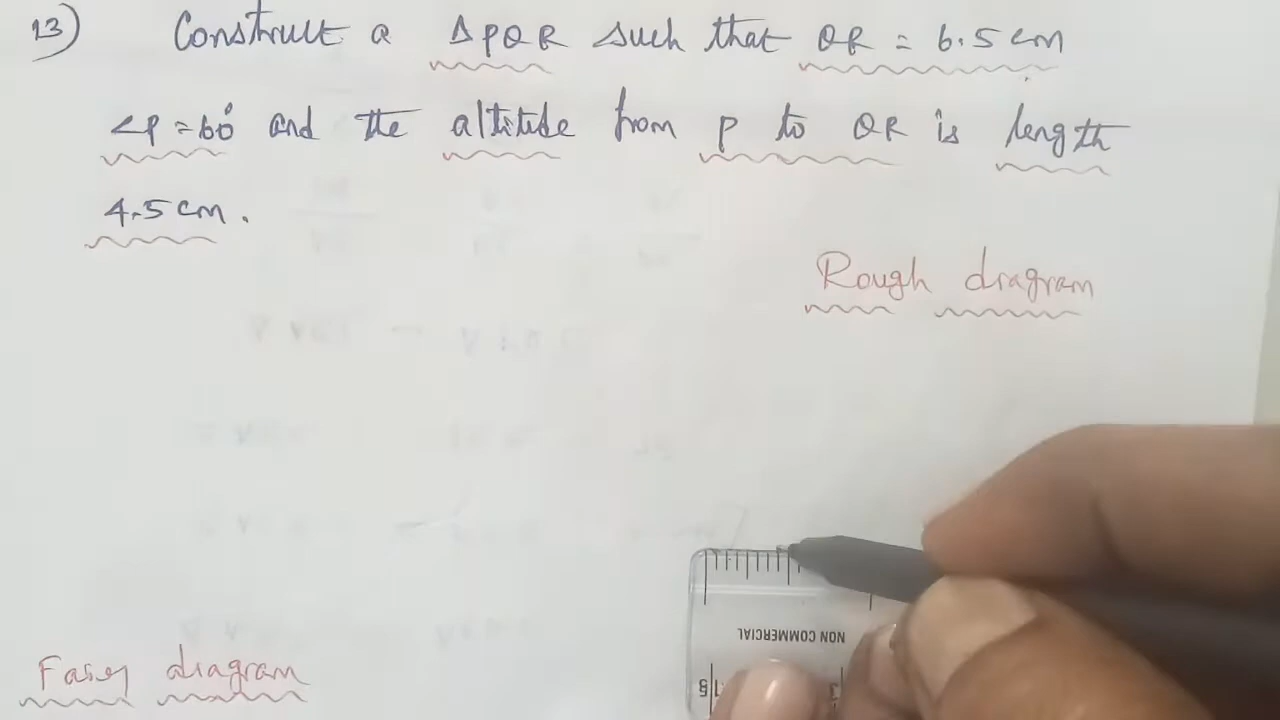 13) Construct a ΔPQR such that QR = 6.5 cm
∠P = 60° and the altitude from P to QR is length
4.5 cm.
Rough diagram
NON COMMERCIAL
diagram